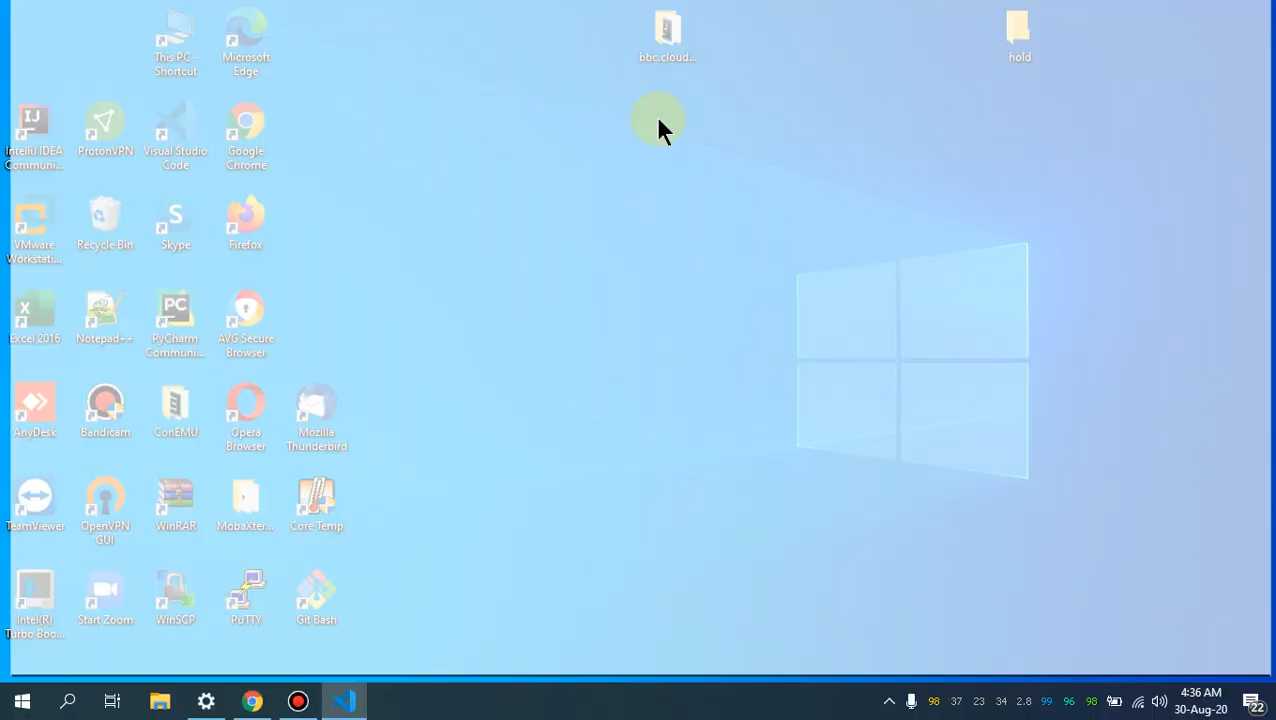 This PC -
Shortcut
Microsoft
Edge
bbc.cloud...
hold
IntelliJ IDEA
Communi...
ProtonVPN
Visual Studio
Code
Google
Chrome
VMware
Workstati...
Recycle Bin
Skype
Firefox
Excel 2016
Notepad++
PyCharm
Communi...
AVG Secure
Browser
AnyDesk
Bandicam
ConEMU
Opera
Browser
Mozilla
Thunderbird
TeamViewer
OpenVPN
GUI
WinRAR
MobaXter...
Core Temp
Intel(R)
Turbo Boo...
Start Zoom
WinSCP
PuTTY
Git Bash
98 37 23 34 2.8 99 96 98
4:36 AM
30-Aug-20
22